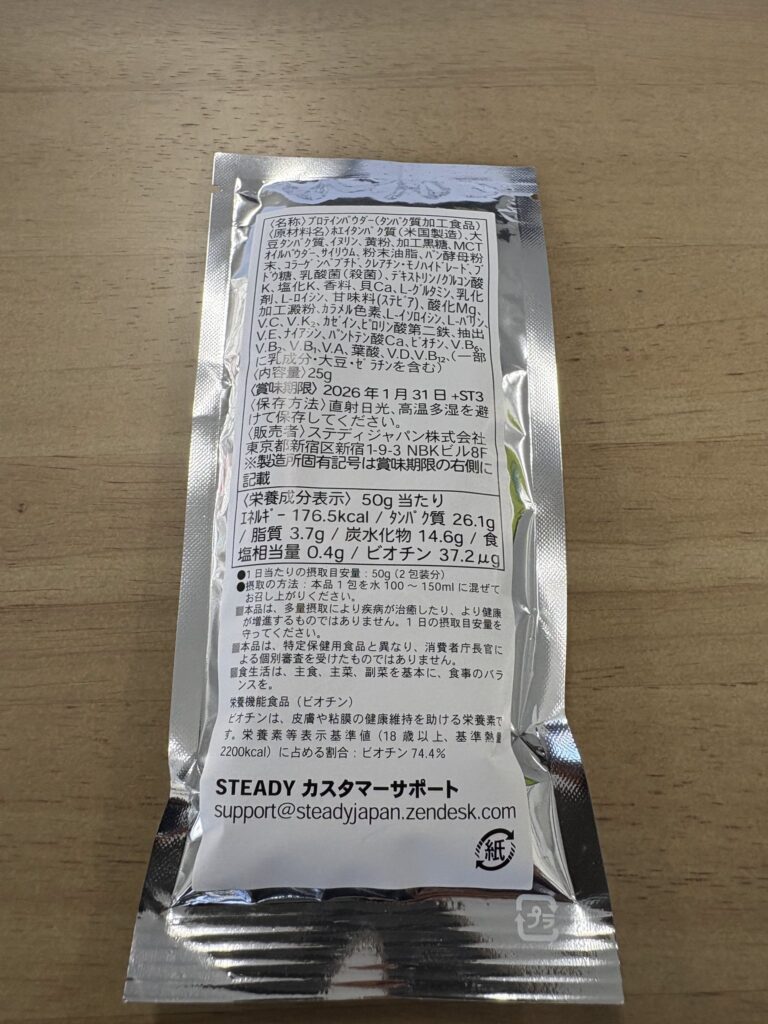 〈名称〉プロテインパウダー(タンパク質加工食品)
〈原材料名〉ホエイタンパク質(米国製造)、大
豆タンパク質、イヌリン、黄粉、加工黒糖、MCT
オイルパウダー、サイリウム、粉末油脂、パン酵母粉
末、コラーゲンペプチド、クレアチン・モノハイドレード、ブ
ドウ糖、乳酸菌(殺菌)、デキストリン/グルコン酸
K、塩化K、香料、貝Ca、L-グルタミン、乳化
剤、L-ロイシン、甘味料(ステビア)、酸化Mg、
加工澱粉、カラメル色素、L-イソロイシン、L-バリン、
V.C、V.K₂、カゼイン、ピロリン酸第二鉄、抽出
V.E、ナイアシン、パントテン酸Ca、ビオチン、V.B₆、
V.B₂、V.B₁、V.A、葉酸、V.D、V.B₁₂、(一部
に乳成分・大豆・ゼラチンを含む)
〈内容量〉25g
〈賞味期限〉2026年1月31日+ST3
〈保存方法〉直射日光、高温多湿を避
けて保存してください。
〈販売者〉ステディジャパン株式会社
東京都新宿区新宿1-9-3 NBKビル8F
※製造所固有記号は賞味期限の右側に
記載
〈栄養成分表示〉50g当たり
エネルギー 176.5kcal / タンパク質 26.1g
/ 脂質 3.7g / 炭水化物 14.6g / 食
塩相当量 0.4g / ビオチン 37.2μg
●1日当たりの摂取目安量:50g(2包装分)
●摂取の方法:本品1包を水100~150mlに混ぜて
お召し上がりください。
■本品は、多量摂取により疾病が治癒したり、より健康
が増進するものではありません。1日の摂取目安量を
守ってください。
■本品は、特定保健用食品と異なり、消費者庁長官に
よる個別審査を受けたものではありません。
■食生活は、主食、主菜、副菜を基本に、食事のバラ
ンスを。
栄養機能食品(ビオチン)
ビオチンは、皮膚や粘膜の健康維持を助ける栄養素で
す。栄養素等表示基準値(18歳以上、基準熱量
2200kcal)に占める割合:ビオチン74.4%
STEADY カスタマーサポート
support@steadyjapan.zendesk.com
紙
プラ